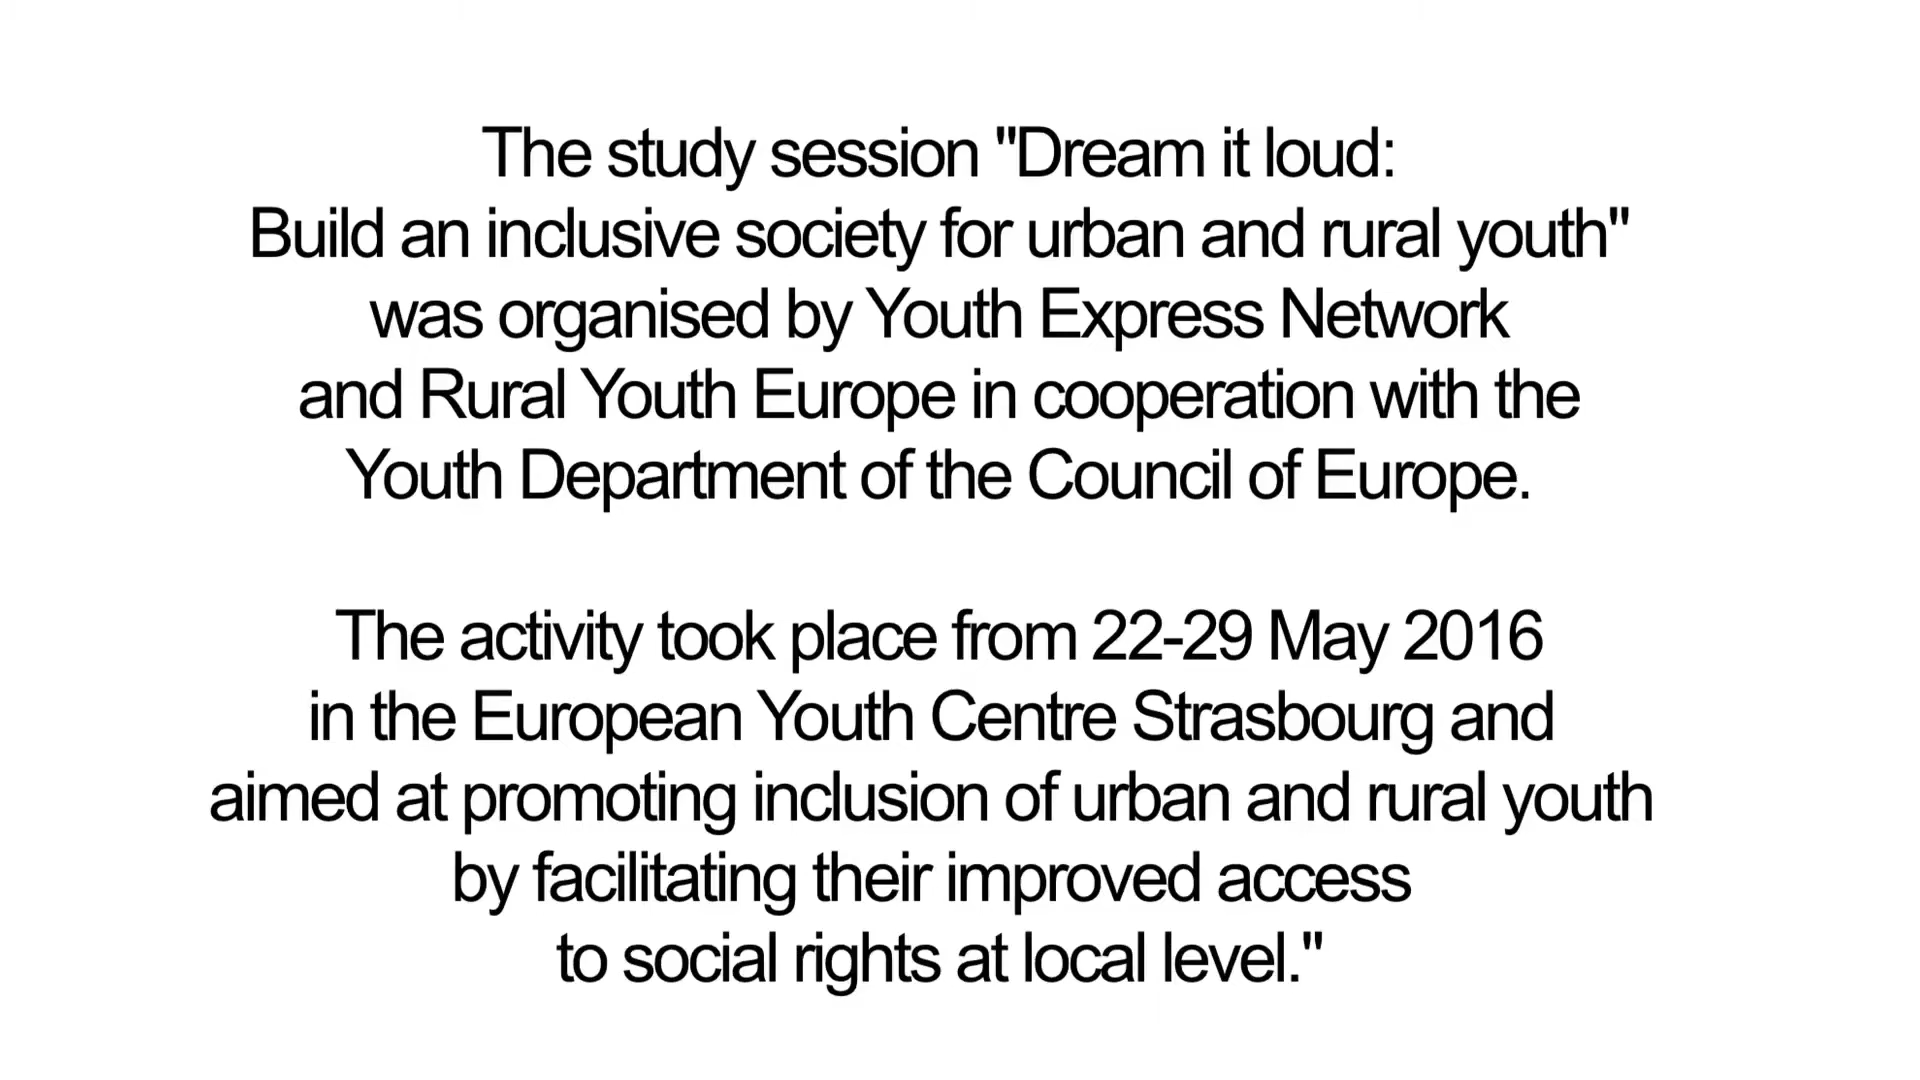 The study session "Dream it loud:
Build an inclusive society for urban and rural youth"
was organised by Youth Express Network
and Rural Youth Europe in cooperation with the
Youth Department of the Council of Europe.
The activity took place from 22-29 May 2016
in the European Youth Centre Strasbourg and
aimed at promoting inclusion of urban and rural youth
by facilitating their improved access
to social rights at local level."